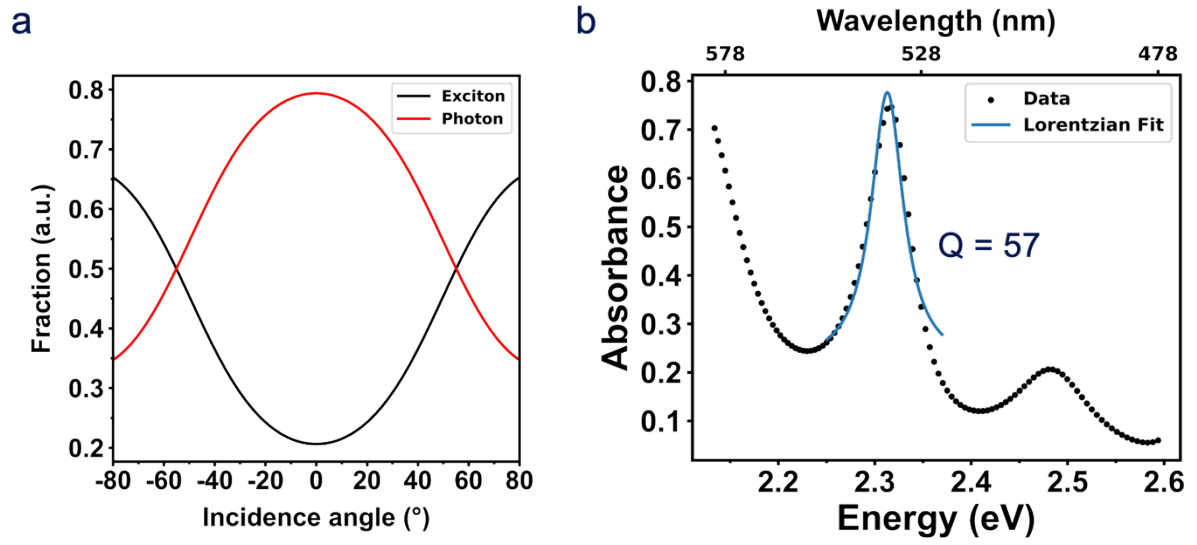 a
Fraction (a.u.)
0.8
0.7
0.6
0.5
0.4
0.3
0.2
Exciton
Photon
-80 -60 -40 -20 0 20 40 60 80
Incidence angle (°)
b
Wavelength (nm)
578 528 478
Absorbance
0.8
0.7
0.6
0.5
0.4
0.3
0.2
0.1
Data
Lorentzian Fit
Q = 57
2.2 2.3 2.4 2.5 2.6
Energy (eV)